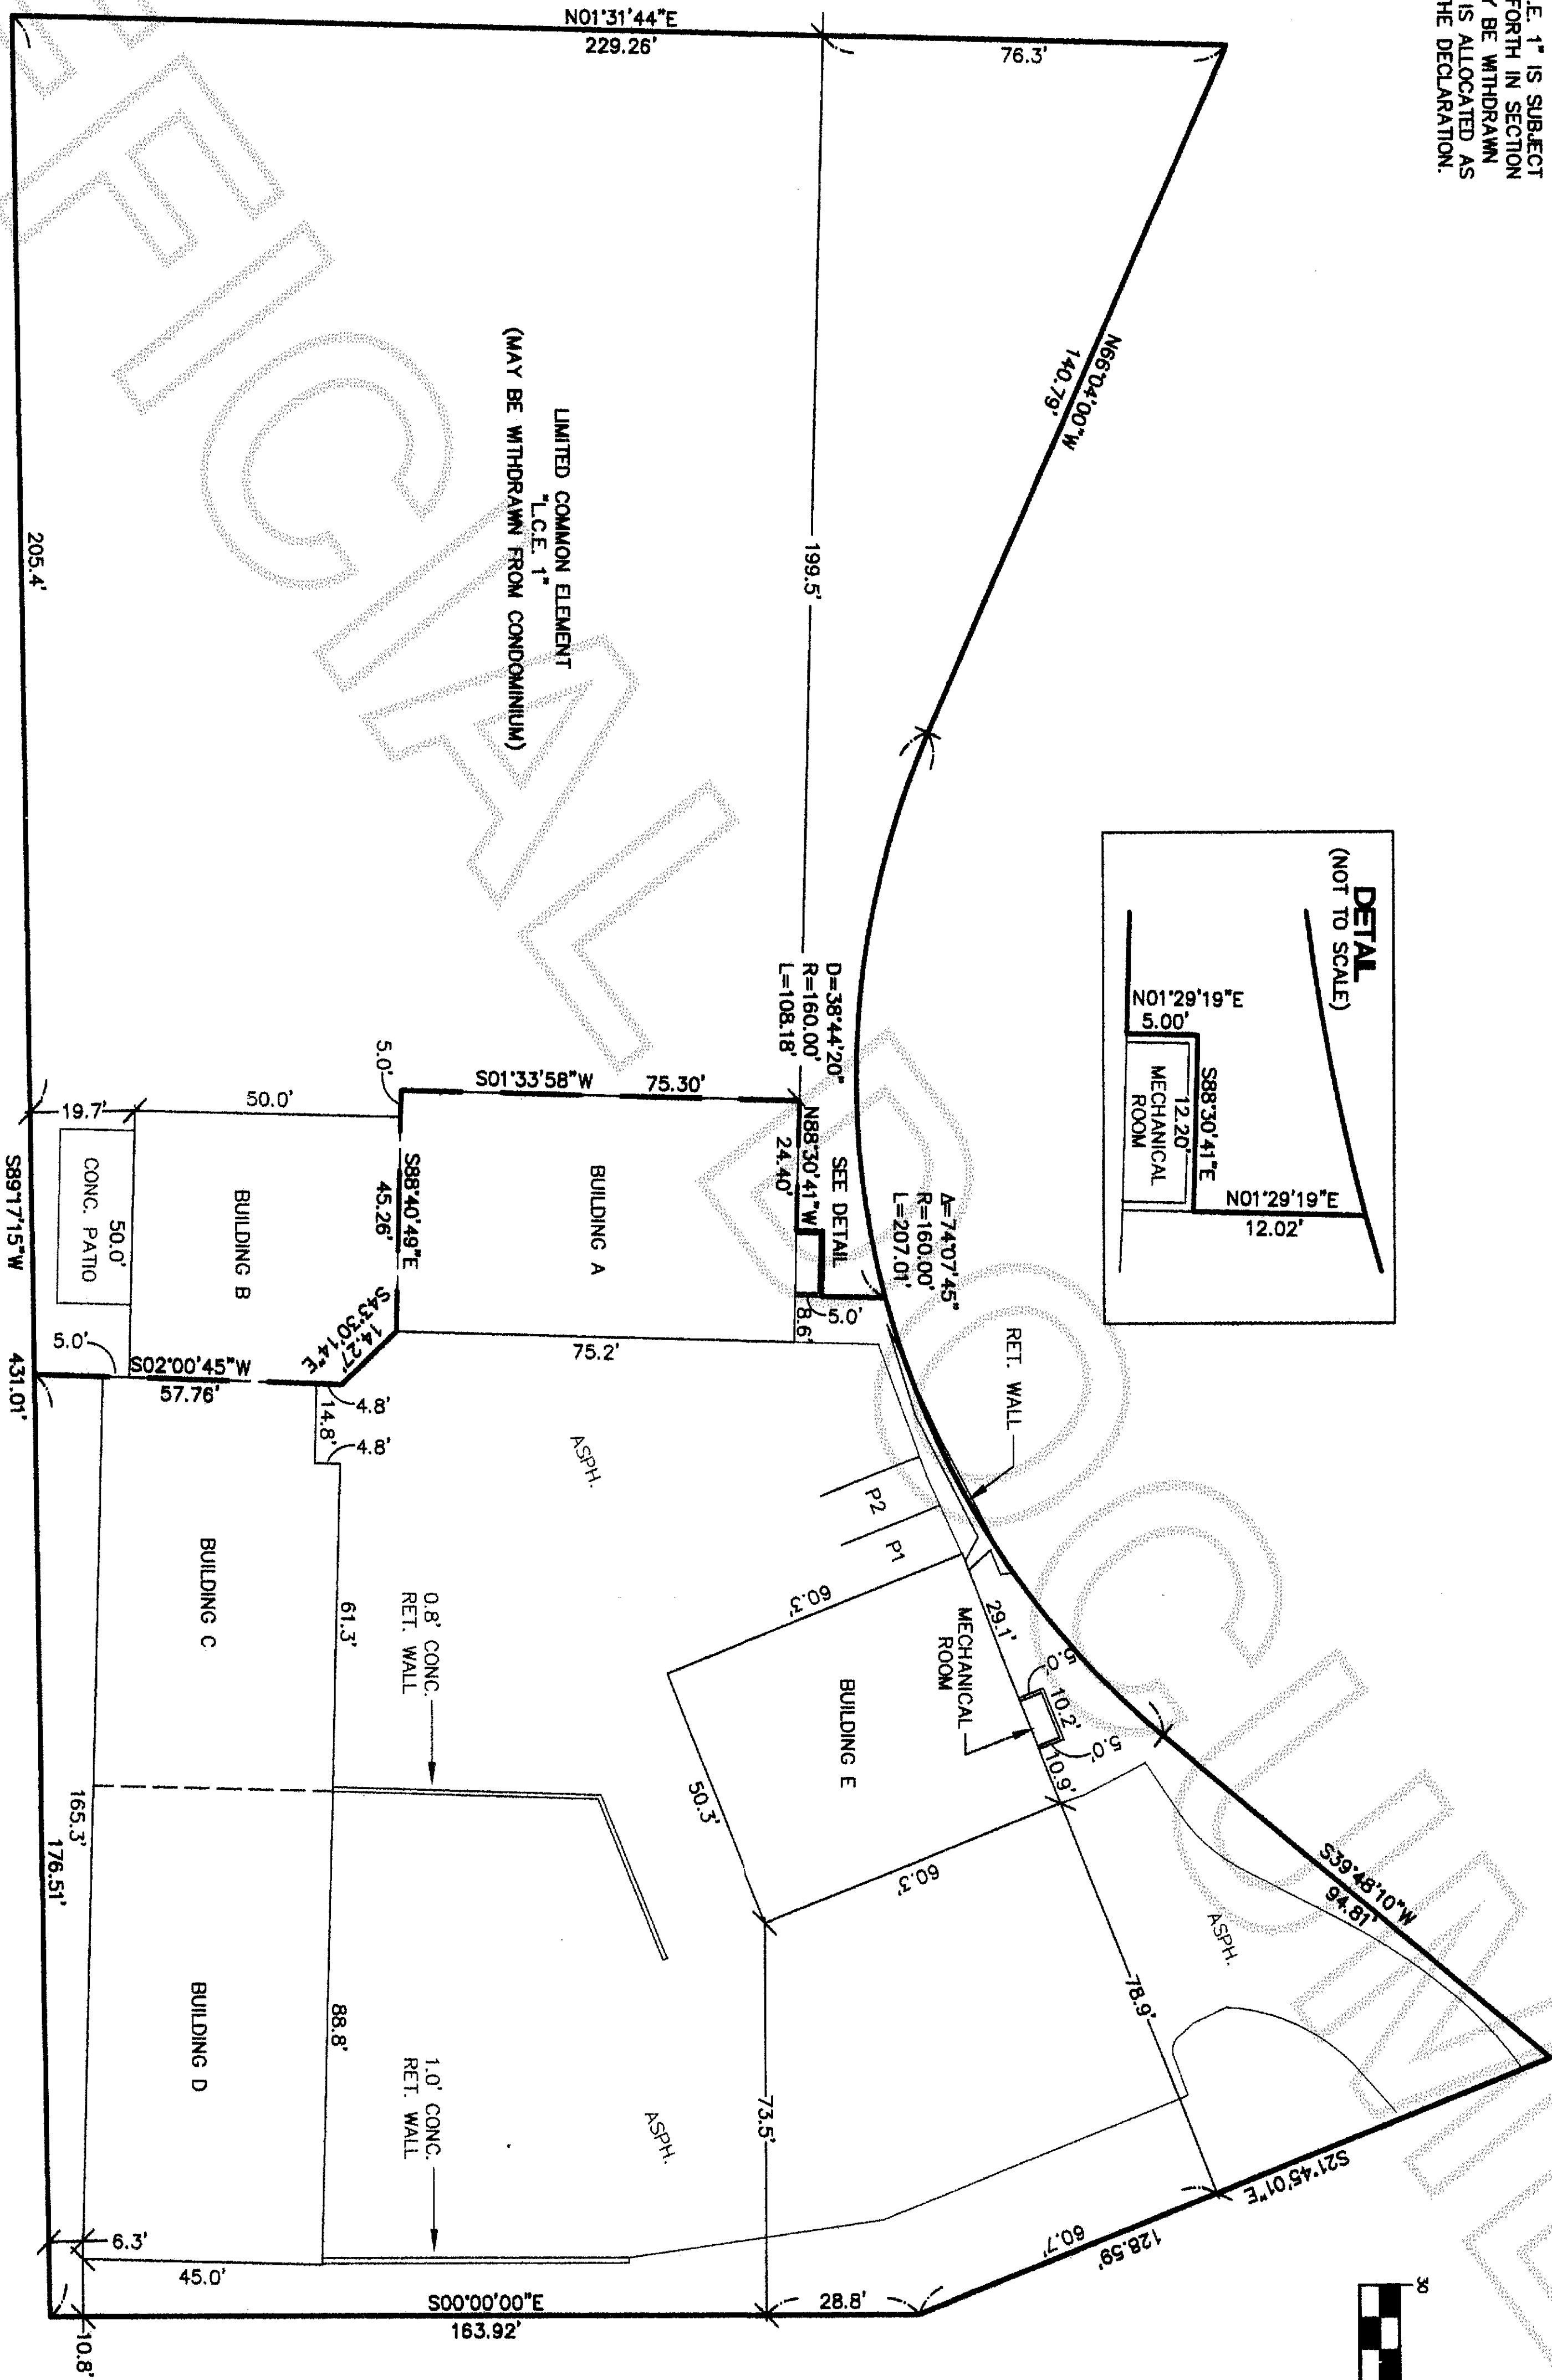 .E. 1" IS SUBJECT
FORTH IN SECTION
Y BE WITHDRAWN
IS ALLOCATED AS
HE DECLARATION.
N01°31'44"E
229.26'
76.3'
N66°04'00"W
140.79'
199.5'
LIMITED COMMON ELEMENT
"L.C.E. 1"
(MAY BE WITHDRAWN FROM CONDOMINIUM)
205.4'
DETAIL
(NOT TO SCALE)
N01°29'19"E
5.00'
S88°30'41"E
12.20'
MECHANICAL
ROOM
N01°29'19"E
12.02'
D=38°44'20"
R=160.00'
L=108.18'
Δ=74°07'45"
R=160.00'
L=207.01'
SEE DETAIL
N88°30'41"W
24.40'
5.0'
8.6'
S01°33'58"W
75.30'
5.0'
BUILDING A
S88°40'49"E
45.26'
S43°30'14"E
14.27'
75.2'
50.0'
19.7'
BUILDING B
50.0'
CONC. PATIO
5.0'
S02°00'45"W
57.76'
S89°17'15"W
431.01'
4.8'
14.8'
4.8'
RET. WALL
ASPH.
P2
P1
60.3'
29.1'
MECHANICAL
ROOM
5.0'
10.2'
5.0'
10.9'
BUILDING E
50.3'
60.3'
BUILDING C
61.3'
0.8' CONC.
RET. WALL
165.3'
176.51'
BUILDING D
88.8'
1.0' CONC.
RET. WALL
ASPH.
73.5'
78.9'
ASPH.
S39°48'10"W
94.81'
S21°45'01"E
128.59'
60.7'
28.8'
S00°00'00"E
163.92'
6.3'
45.0'
10.8'
30
FFICIAL DOCUME